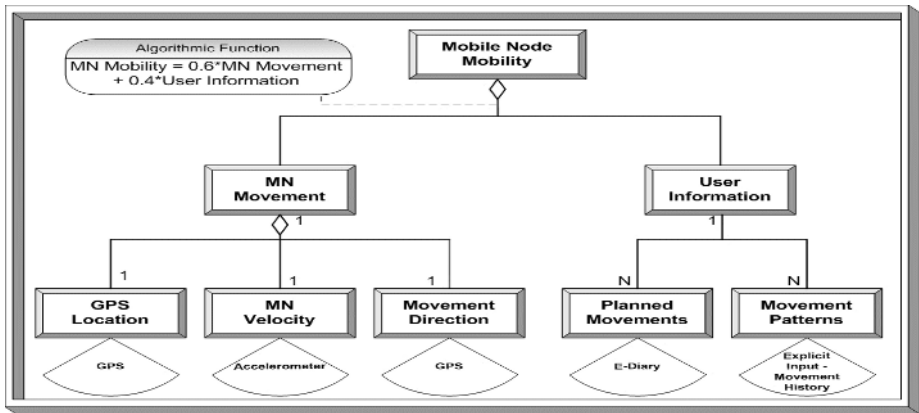 Algorithmic Function
MN Mobility = 0.6*MN Movement
+ 0.4*User Information
Mobile Node
Mobility
MN
Movement
1
User
Information
1
1
1
1
N
N
GPS
Location
MN
Velocity
Movement
Direction
Planned
Movements
Movement
Patterns
GPS
Accelerometer
GPS
E-Diary
Explicit
Input -
Movement
History